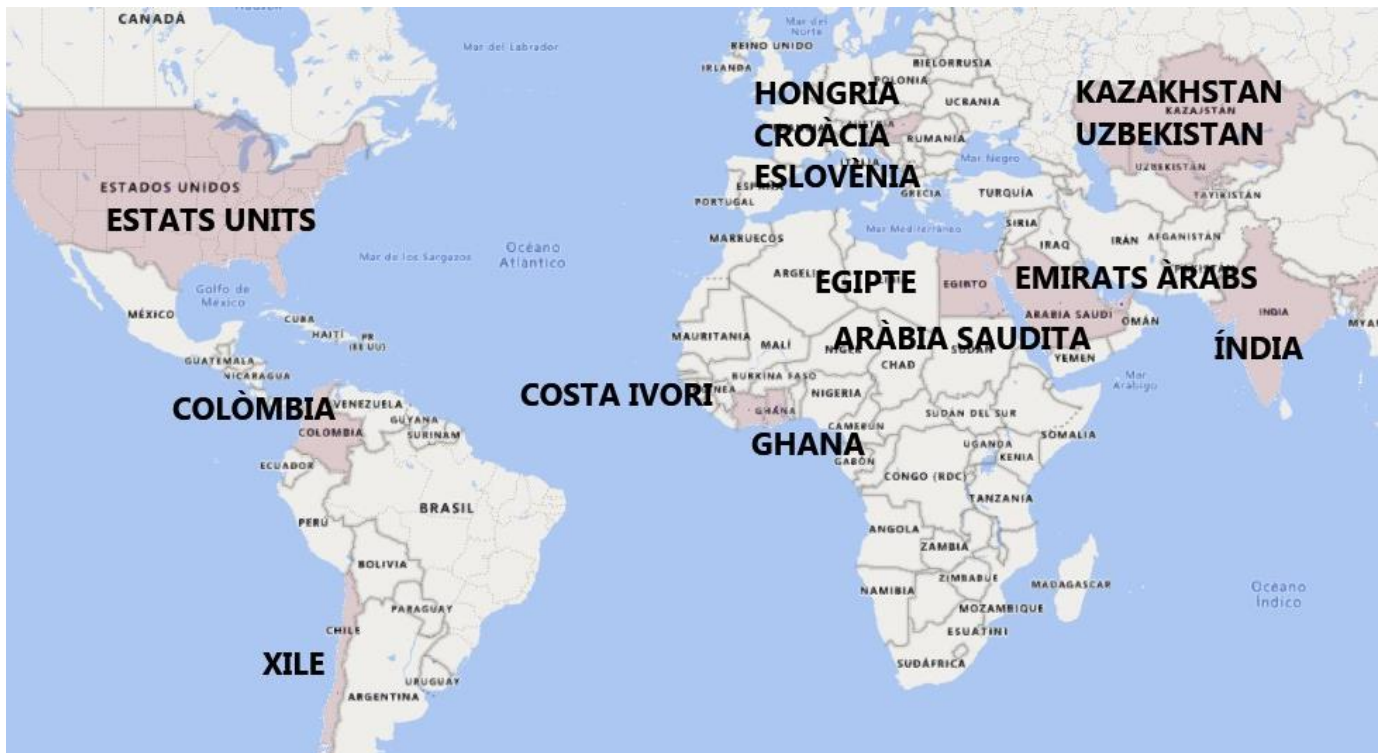 CANADÁ
Mar del Labrador
Mar del
Norte
REINO UNIDO
IRLANDA
BIELORRUSIA
POLONIA
HONGRIA
KAZAKHSTAN
UCRANIA
KAZAJSTÁN
CROÀCIA
RUMANÍA
UZBEKISTAN
Mar Negro
UZBEKISTÁN
ESLOVÈNIA
ESTADOS UNIDOS
GRECIA
TURQUÍA
TAYIKISTÁN
PORTUGAL
ESTATS UNITS
SIRIA
Mar Mediterráneo
MARRUECOS
IRAQ
IRÁN
AFGANISTÁN
Océano
Atlántico
Mar de los Sargazos
ARGELIA
EGIPTE
EGIPTO
EMIRATS ÀRABS
Golfo de
México
MÉXICO
CUBA
HAITÍ
PR
(EE.UU)
ARABIA SAUDÍ
OMÁN
INDIA
MAURITANIA
MALÍ
NÍGER
ARÀBIA SAUDITA
SUDÁN
YEMEN
ÍNDIA
GUATEMALA
NICARAGUA
CHAD
BURKINA FASO
Mar
Arábigo
COSTA IVORI
NIGERIA
COLÒMBIA
VENEZUELA
GUYANA
SURINAM
GHANA
SUDÁN DEL SUR
COLOMBIA
CAMERÚN
SOMALIA
GHANA
UGANDA
KENIA
ECUADOR
GABÓN
CONGO (RDC)
TANZANIA
BRASIL
PERÚ
ANGOLA
ZAMBIA
BOLIVIA
ZIMBABUE
MADAGASCAR
NAMIBIA
Océano
Índico
PARAGUAY
MOZAMBIQUE
CHILE
ESUATINI
XILE
SUDÁFRICA
URUGUAY
ARGENTINA